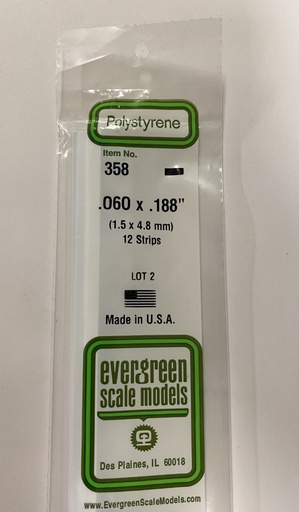 Polystyrene
Item No.
358
.060 x .188"
(1.5 x 4.8 mm)
12 Strips
LOT 2
Made in U.S.A.
evergreen
scale models
Des Plaines, IL 60018
www.EvergreenScaleModels.com